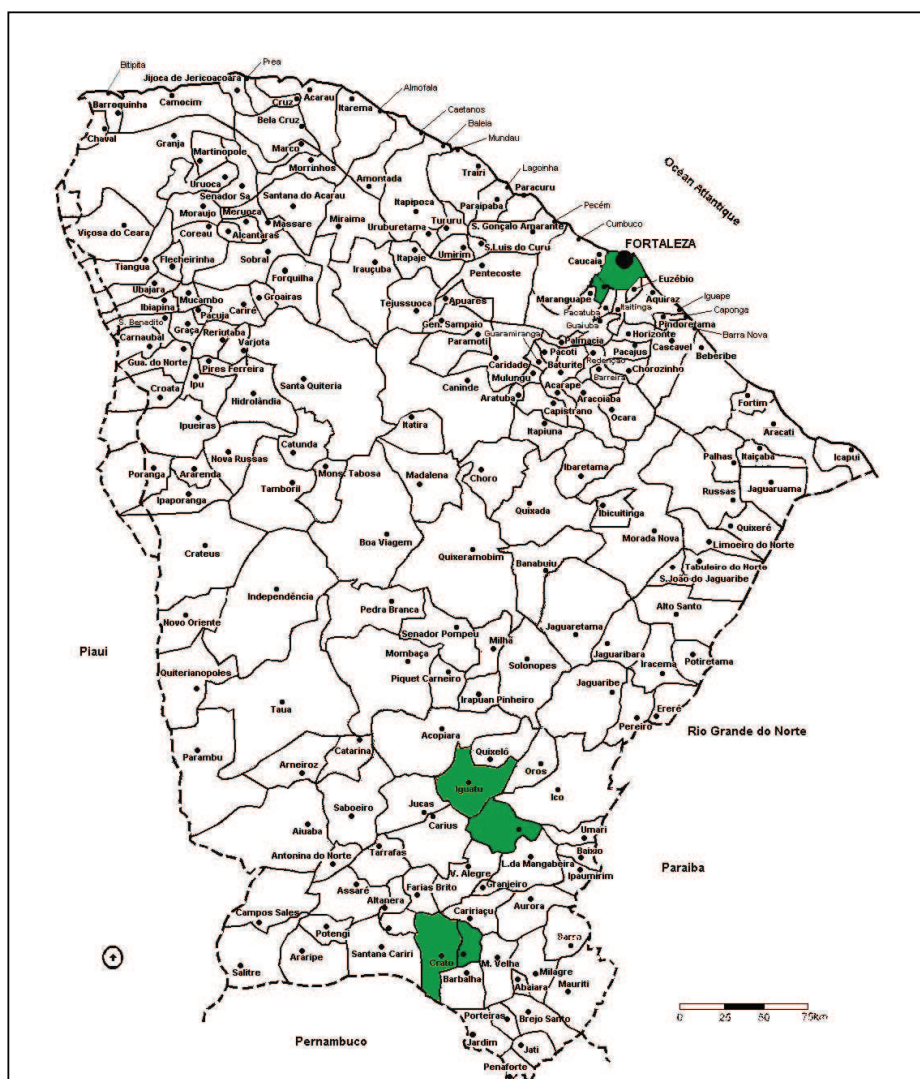 Bitipita
Prea
Jijoca de Jericoacoara
Acarau
Cruz
Itarema
Almofala
Barroquinha
Camocim
Caetanos
Bela Cruz
Baleia
Chaval
Granja
Marco
Mundau
Martinopole
Morrinhos
Trairi
Lagoinha
Uruoca
Amontada
Paracuru
Senador Sa
Santana do Acarau
Paraipaba
Océan Atlantique
Moraujo
Meruoca
Itapipoca
Pecém
Viçosa do Ceara
Coreau
Alcantaras
Massare
Miraima
Tururu
Uruburetama
S. Gonçalo Amarante
Cumbuco
FORTALEZA
Flecheirinha
Sobral
Itapaje
Umirim
S.Luis do Curu
Caucaia
Tiangua
Irauçuba
Pentecoste
Forquilha
Euzébio
Ubajara
Mucambo
Groairas
Maranguape
Aquiraz
Iguape
Ibiapina
Cariré
Tejussuoca
Apuares
Pacatuba
Itaitinga
Caponga
S. Benedito
Pacuja
Gen. Sampaio
Guaiuba
Pindoretama
Graça
Reriutaba
Paramoti
Guaramiranga
Palmacia
Horizonte
Barra Nova
Carnaubal
Varjota
Pacoti
Pacajus
Cascavel
Beberibe
Gua. do Norte
Pires Ferreira
Caridade
Baturitel
Redenção
Chorozinho
Ipu
Santa Quiteria
Caninde
Mulungu
Barreira
Croata
Hidrolândia
Aratuba
Acarape
Aracoiaba
Fortim
Ipueiras
Itatira
Capistrano
Ocara
Itapiuna
Aracati
Catunda
Nova Russas
Itaiçaba
Icapui
Poranga
Ararenda
Mons. Tabosa
Madalena
Choro
Ibaretama
Palhas
Ipaporanga
Tamboril
Jaguaruama
Russas
Quixada
Ibicuitinga
Quixeré
Crateus
Boa Viagem
Morada Nova
Limoeiro do Norte
Quixeramobim
Banabuiu
Tabuleiro do Norte
S.João do Jaguaribe
Independência
Pedra Branca
Alto Santo
Novo Oriente
Senador Pompeu
Milhã
Jaguaretama
Piaui
Mombaça
Solonopes
Jaguaribara
Potiretama
Quiterianopoles
Piquet Carneiro
Iracema
Irapuan Pinheiro
Jaguaribe
Taua
Ereré
Pereiro
Acopiara
Rio Grande do Norte
Parambu
Catarina
Quixeló
Arneiroz
Oros
Iguatu
Ico
Saboeiro
Jucas
Carius
Aiuaba
Umari
Tarrafas
Baixio
Antonina do Norte
V. Alegre
L.da Mangabeira
Ipaumirim
Paraiba
Assaré
Farias Brito
Granjeiro
Altanera
Aurora
Campos Sales
Caririaçu
Potengi
Barro
Araripe
Santana Cariri
Crato
M. Velha
Salitre
Barbalha
Milagre
Abaiara
Mauriti
Porteiras
Brejo Santo
0 25 50 75km
Pernambuco
Jardim
Jati
Penaforte